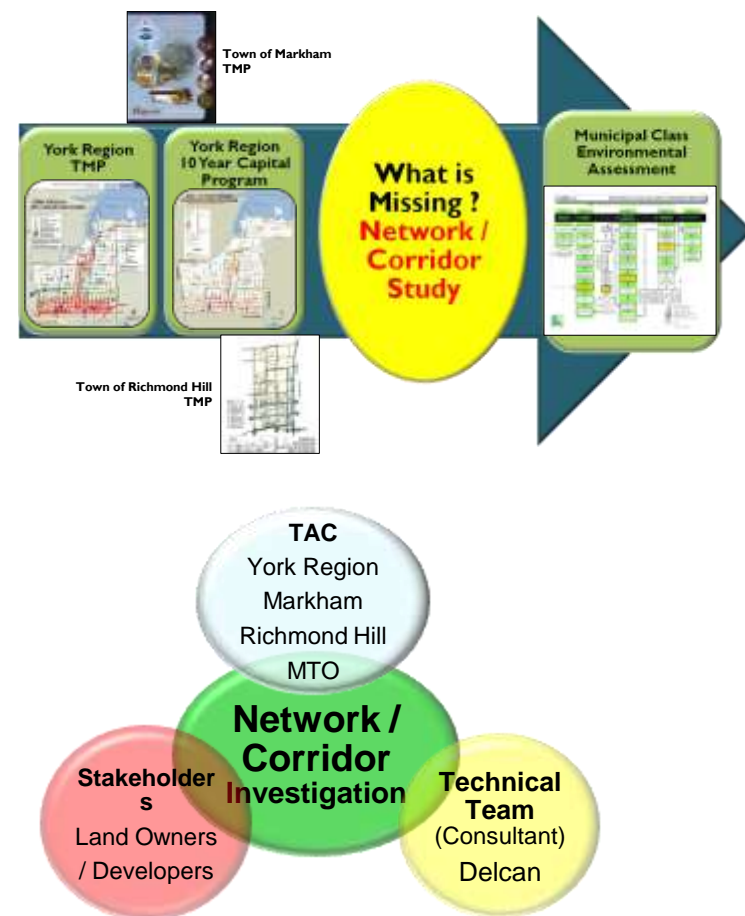 Town of Markham
TMP
York Region
TMP
York Region
10 Year Capital
Program
What is
Missing ?
Network /
Corridor
Study
Municipal Class
Environmental
Assessment
Town of Richmond Hill
TMP
TAC
York Region
Markham
Richmond Hill
MTO
Network /
Corridor
Investigation
Stakeholder
s
Land Owners
/ Developers
Technical
Team
(Consultant)
Delcan